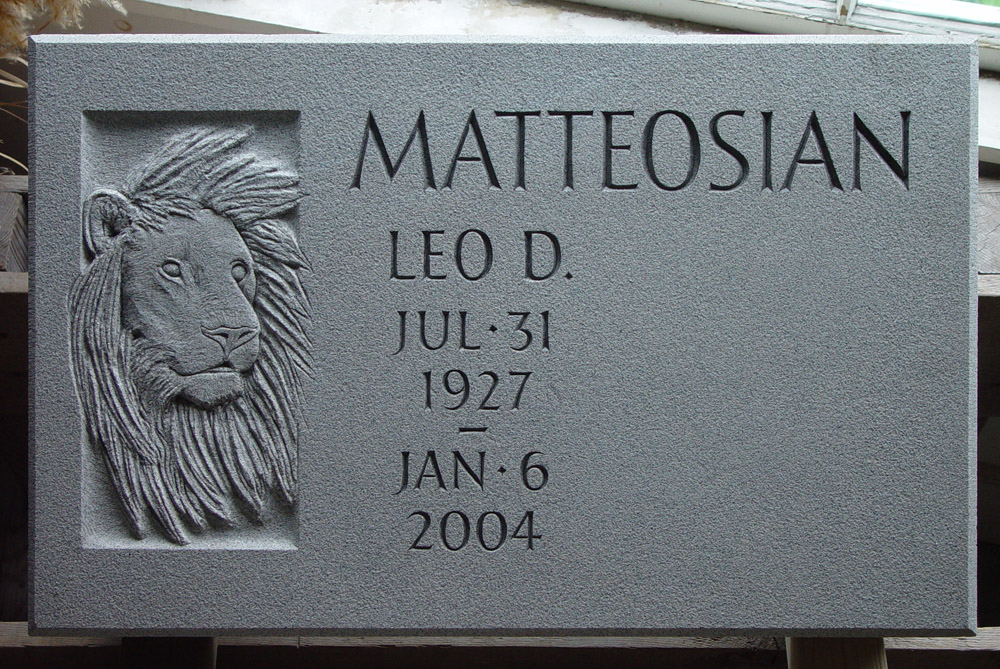 MATTEOSIAN
LEO D.
JUL·31
1927
–
JAN·6
2004